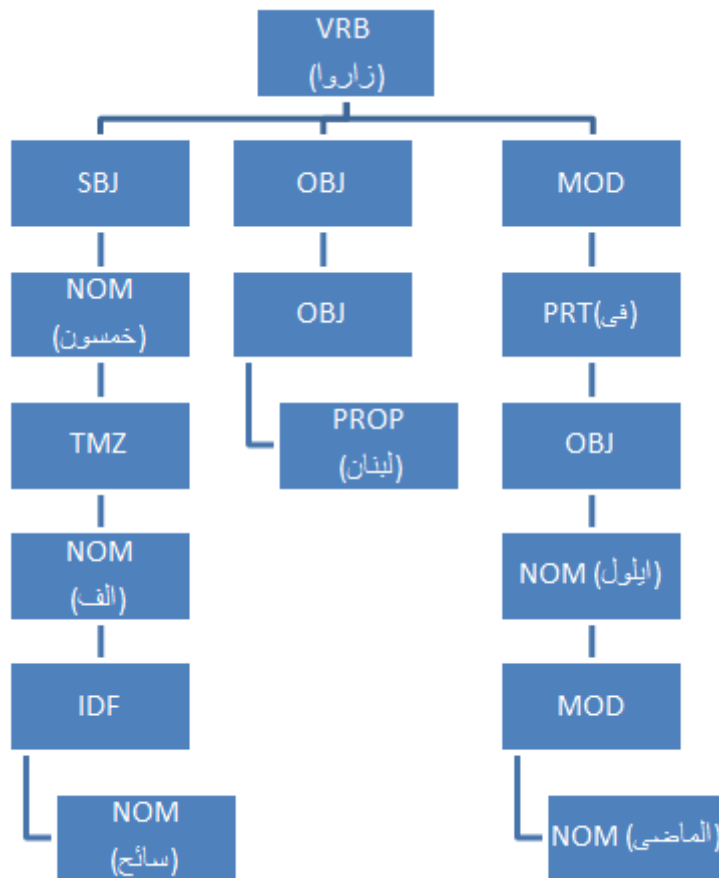 VRB
(زاروا)
SBJ
OBJ
MOD
NOM
(خمسون)
OBJ
PRT(فى)
TMZ
PROP
(لبنان)
OBJ
NOM
(الف)
NOM (ايلول)
IDF
MOD
NOM
(سائح)
NOM (الماضى)